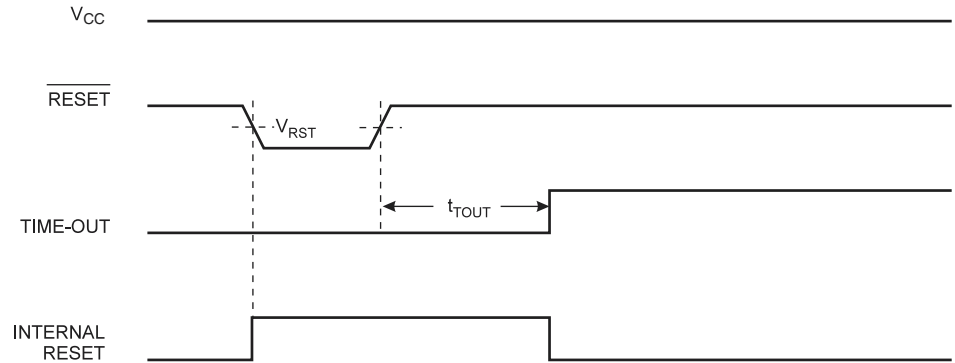 VCC
RESET
VRST
tTOUT
TIME-OUT
INTERNAL
RESET